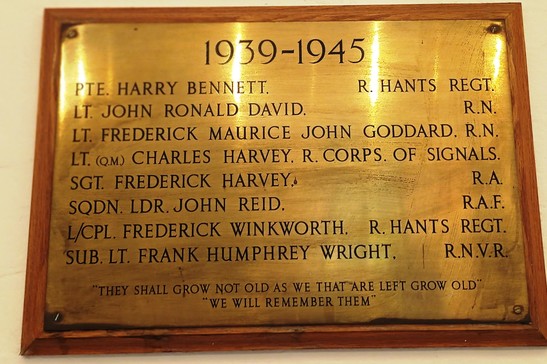 1939-1945
PTE. HARRY BENNETT. R. HANTS REGT.
LT. JOHN RONALD DAVID. R.N.
LT. FREDERICK MAURICE JOHN GODDARD. R.N.
LT. (Q.M.) CHARLES HARVEY. R. CORPS. OF SIGNALS.
SGT. FREDERICK HARVEY. R.A.
SQDN. LDR. JOHN REID. R.A.F.
L/CPL. FREDERICK WINKWORTH. R. HANTS REGT.
SUB. LT. FRANK HUMPHREY WRIGHT. R.N.V.R.
"THEY SHALL GROW NOT OLD AS WE THAT ARE LEFT GROW OLD"
"WE WILL REMEMBER THEM"